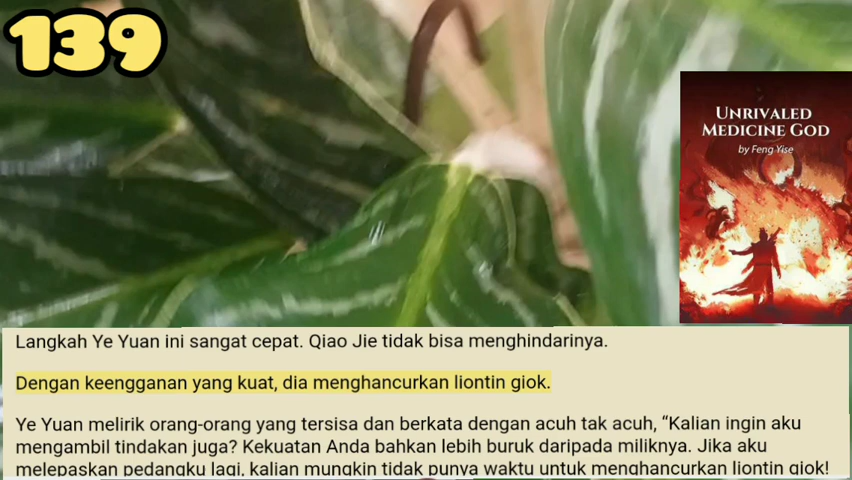 139
UNRIVALED
MEDICINE GOD
by Feng Yise
Langkah Ye Yuan ini sangat cepat. Qiao Jie tidak bisa menghindarinya.
Dengan keengganan yang kuat, dia menghancurkan liontin giok.
Ye Yuan melirik orang-orang yang tersisa dan berkata dengan acuh tak acuh, “Kalian ingin aku
mengambil tindakan juga? Kekuatan Anda bahkan lebih buruk daripada miliknya. Jika aku
melepaskan pedangku lagi, kalian mungkin tidak punya waktu untuk menghancurkan liontin giok!